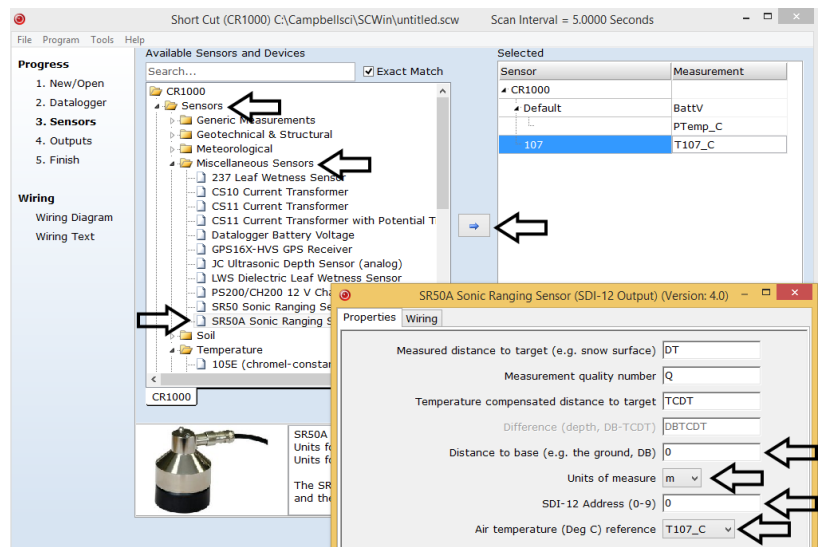 Short Cut (CR1000) C:\Campbellsci\SCWin\untitled.scw Scan Interval = 5.0000 Seconds
File Program Tools Help
Progress
1. New/Open
2. Datalogger
3. Sensors
4. Outputs
5. Finish
Wiring
Wiring Diagram
Wiring Text
Available Sensors and Devices
Search...
Exact Match
CR1000
Sensors
Generic Measurements
Geotechnical & Structural
Meteorological
Miscellaneous Sensors
237 Leaf Wetness Sensor
CS10 Current Transformer
CS11 Current Transformer
CS11 Current Transformer with Potential T
Datalogger Battery Voltage
GPS16X-HVS GPS Receiver
JC Ultrasonic Depth Sensor (analog)
LWS Dielectric Leaf Wetness Sensor
PS200/CH200 12 V Cha
SR50 Sonic Ranging Se
SR50A Sonic Ranging S
Soil
Temperature
105E (chromel-constan
CR1000
SR50A
Units fo
Units fo
The SR
and the
Selected
Sensor Measurement
CR1000
Default BattV
PTemp_C
107 T107_C
SR50A Sonic Ranging Sensor (SDI-12 Output) (Version: 4.0)
Properties Wiring
Measured distance to target (e.g. snow surface) DT
Measurement quality number Q
Temperature compensated distance to target TCDT
Difference (depth, DB-TCDT) DBTCDT
Distance to base (e.g. the ground, DB) 0
Units of measure m
SDI-12 Address (0-9) 0
Air temperature (Deg C) reference T107_C